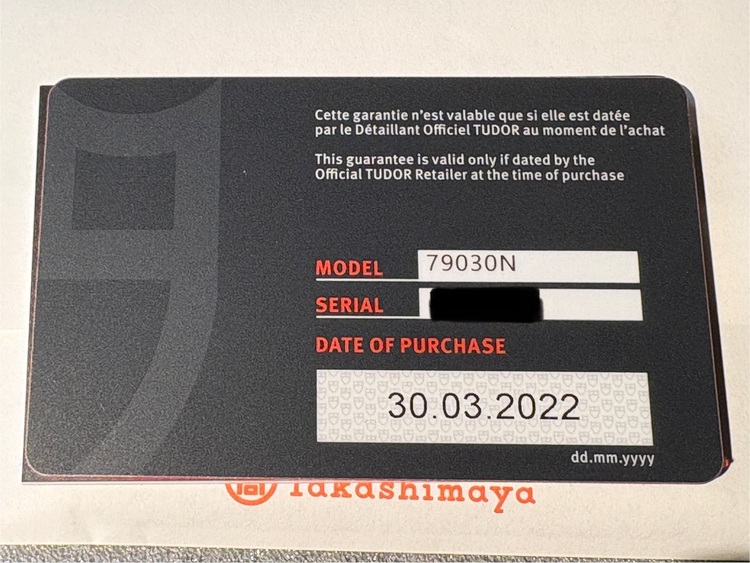 Cette garantie n'est valable que si elle est datée
par le Détaillant Officiel TUDOR au moment de l'achat
This guarantee is valid only if dated by the
Official TUDOR Retailer at the time of purchase
MODEL 79030N
SERIAL
DATE OF PURCHASE
30.03.2022
dd.mm.yyyy
Takashimaya